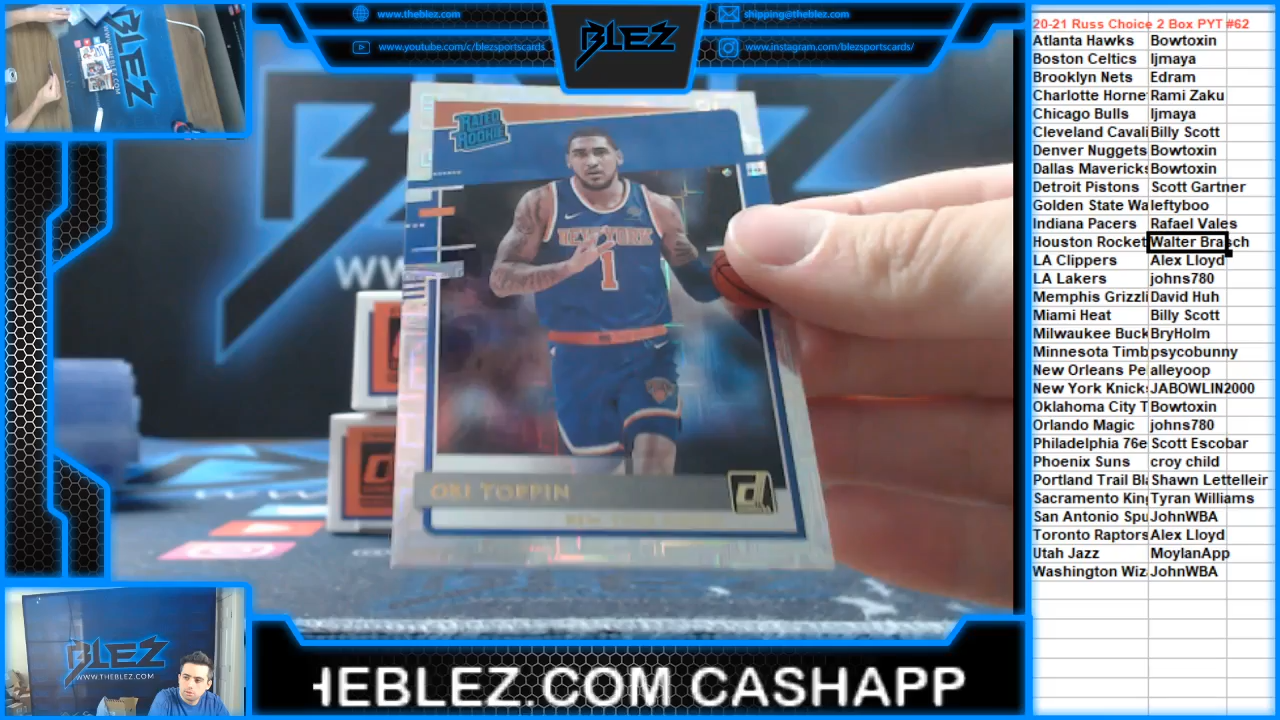 www.theblez.com
shipping@theblez.com
www.youtube.com/c/blezsportscards
www.instagram.com/blezsportscards/
BLEZ
BLEZ
RATED
ROOKIE
NEW YORK
1
OBI TOPPIN
BLEZ
WWW.THEBLEZ.COM
HEBLEZ.COM CASHAPP
20-21 Russ Choice 2 Box PYT #62
Atlanta Hawks Bowtoxin
Boston Celtics ljmaya
Brooklyn Nets Edram
Charlotte Horne Rami Zaku
Chicago Bulls ljmaya
Cleveland Cavali Billy Scott
Denver Nuggets Bowtoxin
Dallas Mavericks Bowtoxin
Detroit Pistons Scott Gartner
Golden State Wa leftyboo
Indiana Pacers Rafael Vales
Houston Rocket Walter Brasch
LA Clippers Alex Lloyd
LA Lakers johns780
Memphis Grizzli David Huh
Miami Heat Billy Scott
Milwaukee Buck BryHolm
Minnesota Timb psycobunny
New Orleans Pe alleyoop
New York Knick JABOWLIN2000
Oklahoma City T Bowtoxin
Orlando Magic johns780
Philadelphia 76e Scott Escobar
Phoenix Suns croy child
Portland Trail Bla Shawn Lettelleir
Sacramento King Tyran Williams
San Antonio Spu JohnWBA
Toronto Raptors Alex Lloyd
Utah Jazz MoylanApp
Washington Wiz JohnWBA